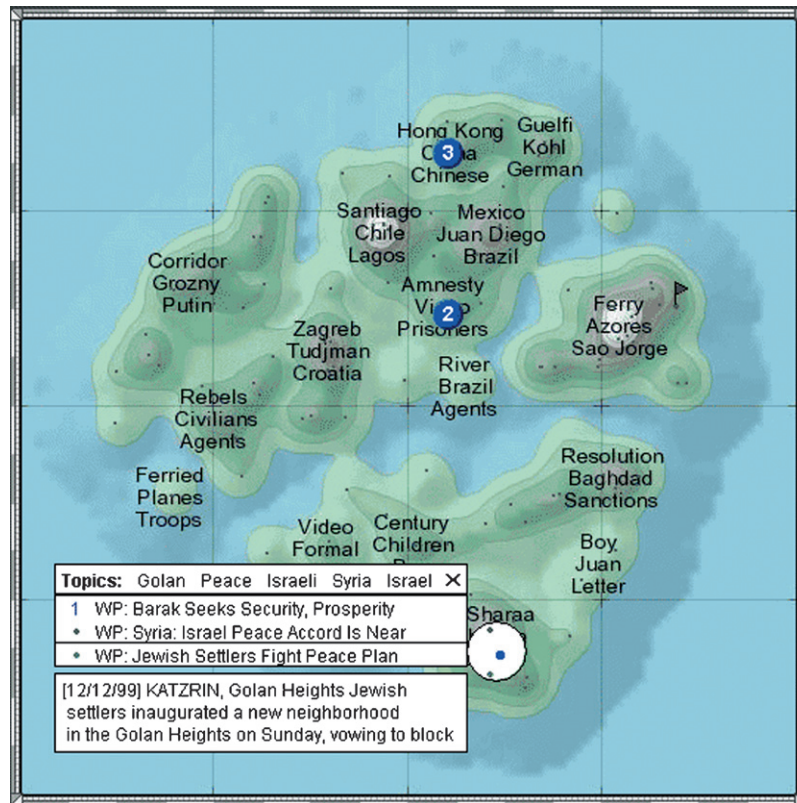 Hong Kong
3
Chinese
Guelfi
Kohl
German
Santiago
Chile
Lagos
Mexico
Juan Diego
Brazil
Corridor
Grozny
Putin
Amnesty
2
Prisoners
Ferry
Azores
Sao Jorge
Zagreb
Tudjman
Croatia
River
Brazil
Agents
Rebels
Civilians
Agents
Resolution
Baghdad
Sanctions
Ferried
Planes
Troops
Video
Formal
Century
Children
Boy
Juan
Letter
Topics: Golan Peace Israeli Syria Israel X
1 WP: Barak Seeks Security, Prosperity
WP: Syria: Israel Peace Accord Is Near
WP: Jewish Settlers Fight Peace Plan
Sharaa
[12/12/99] KATZRIN, Golan Heights Jewish
settlers inaugurated a new neighborhood
in the Golan Heights on Sunday, vowing to block